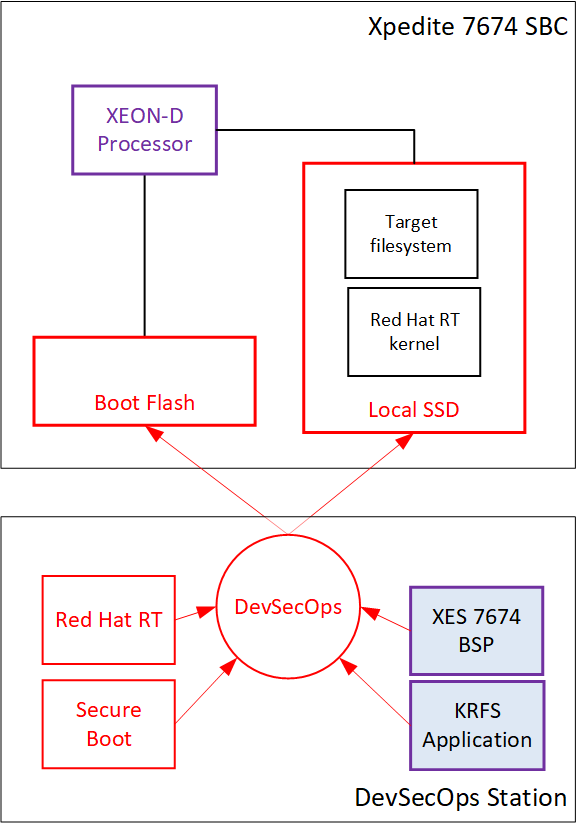 Xpedite 7674 SBC
XEON-D
Processor
Target
filesystem
Red Hat RT
kernel
Boot Flash
Local SSD
DevSecOps
Red Hat RT
XES 7674
BSP
Secure
Boot
KRFS
Application
DevSecOps Station